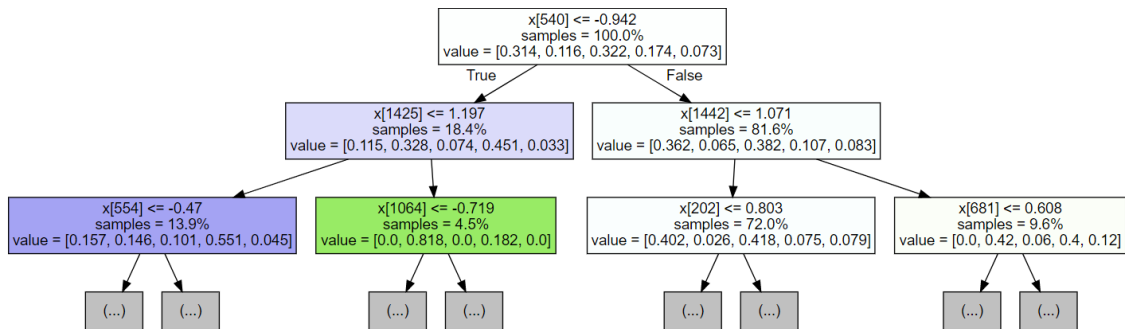 x[540] <= -0.942
samples = 100.0%
value = [0.314, 0.116, 0.322, 0.174, 0.073]
True
False
x[1425] <= 1.197
samples = 18.4%
value = [0.115, 0.328, 0.074, 0.451, 0.033]
x[1442] <= 1.071
samples = 81.6%
value = [0.362, 0.065, 0.382, 0.107, 0.083]
x[554] <= -0.47
samples = 13.9%
value = [0.157, 0.146, 0.101, 0.551, 0.045]
x[1064] <= -0.719
samples = 4.5%
value = [0.0, 0.818, 0.0, 0.182, 0.0]
x[202] <= 0.803
samples = 72.0%
value = [0.402, 0.026, 0.418, 0.075, 0.079]
x[681] <= 0.608
samples = 9.6%
value = [0.0, 0.42, 0.06, 0.4, 0.12]
(...)
(...)
(...)
(...)
(...)
(...)
(...)
(...)